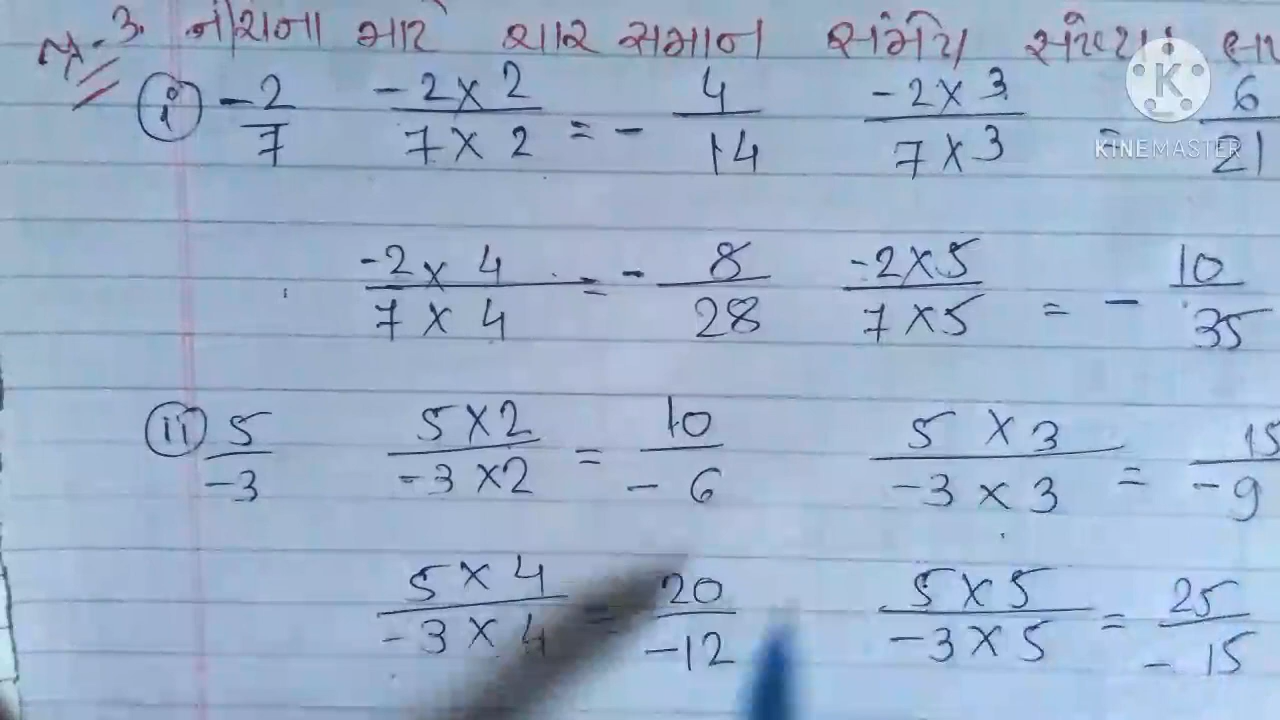 પ્ર-3. નીચેના માટે ચાર સમાન સંમેય સંખ્યા
i) -2/7 (-2×2)/(7×2) = - 4/14 (-2×3)/(7×3) = 6/21
(-2×4)/(7×4) = - 8/28 (-2×5)/(7×5) = - 10/35
ii) 5/-3 (5×2)/(-3×2) = 10/-6 (5×3)/(-3×3) = 15/-9
(5×4)/(-3×4) = 20/-12 (5×5)/(-3×5) = 25/-15
K
KINEMASTER